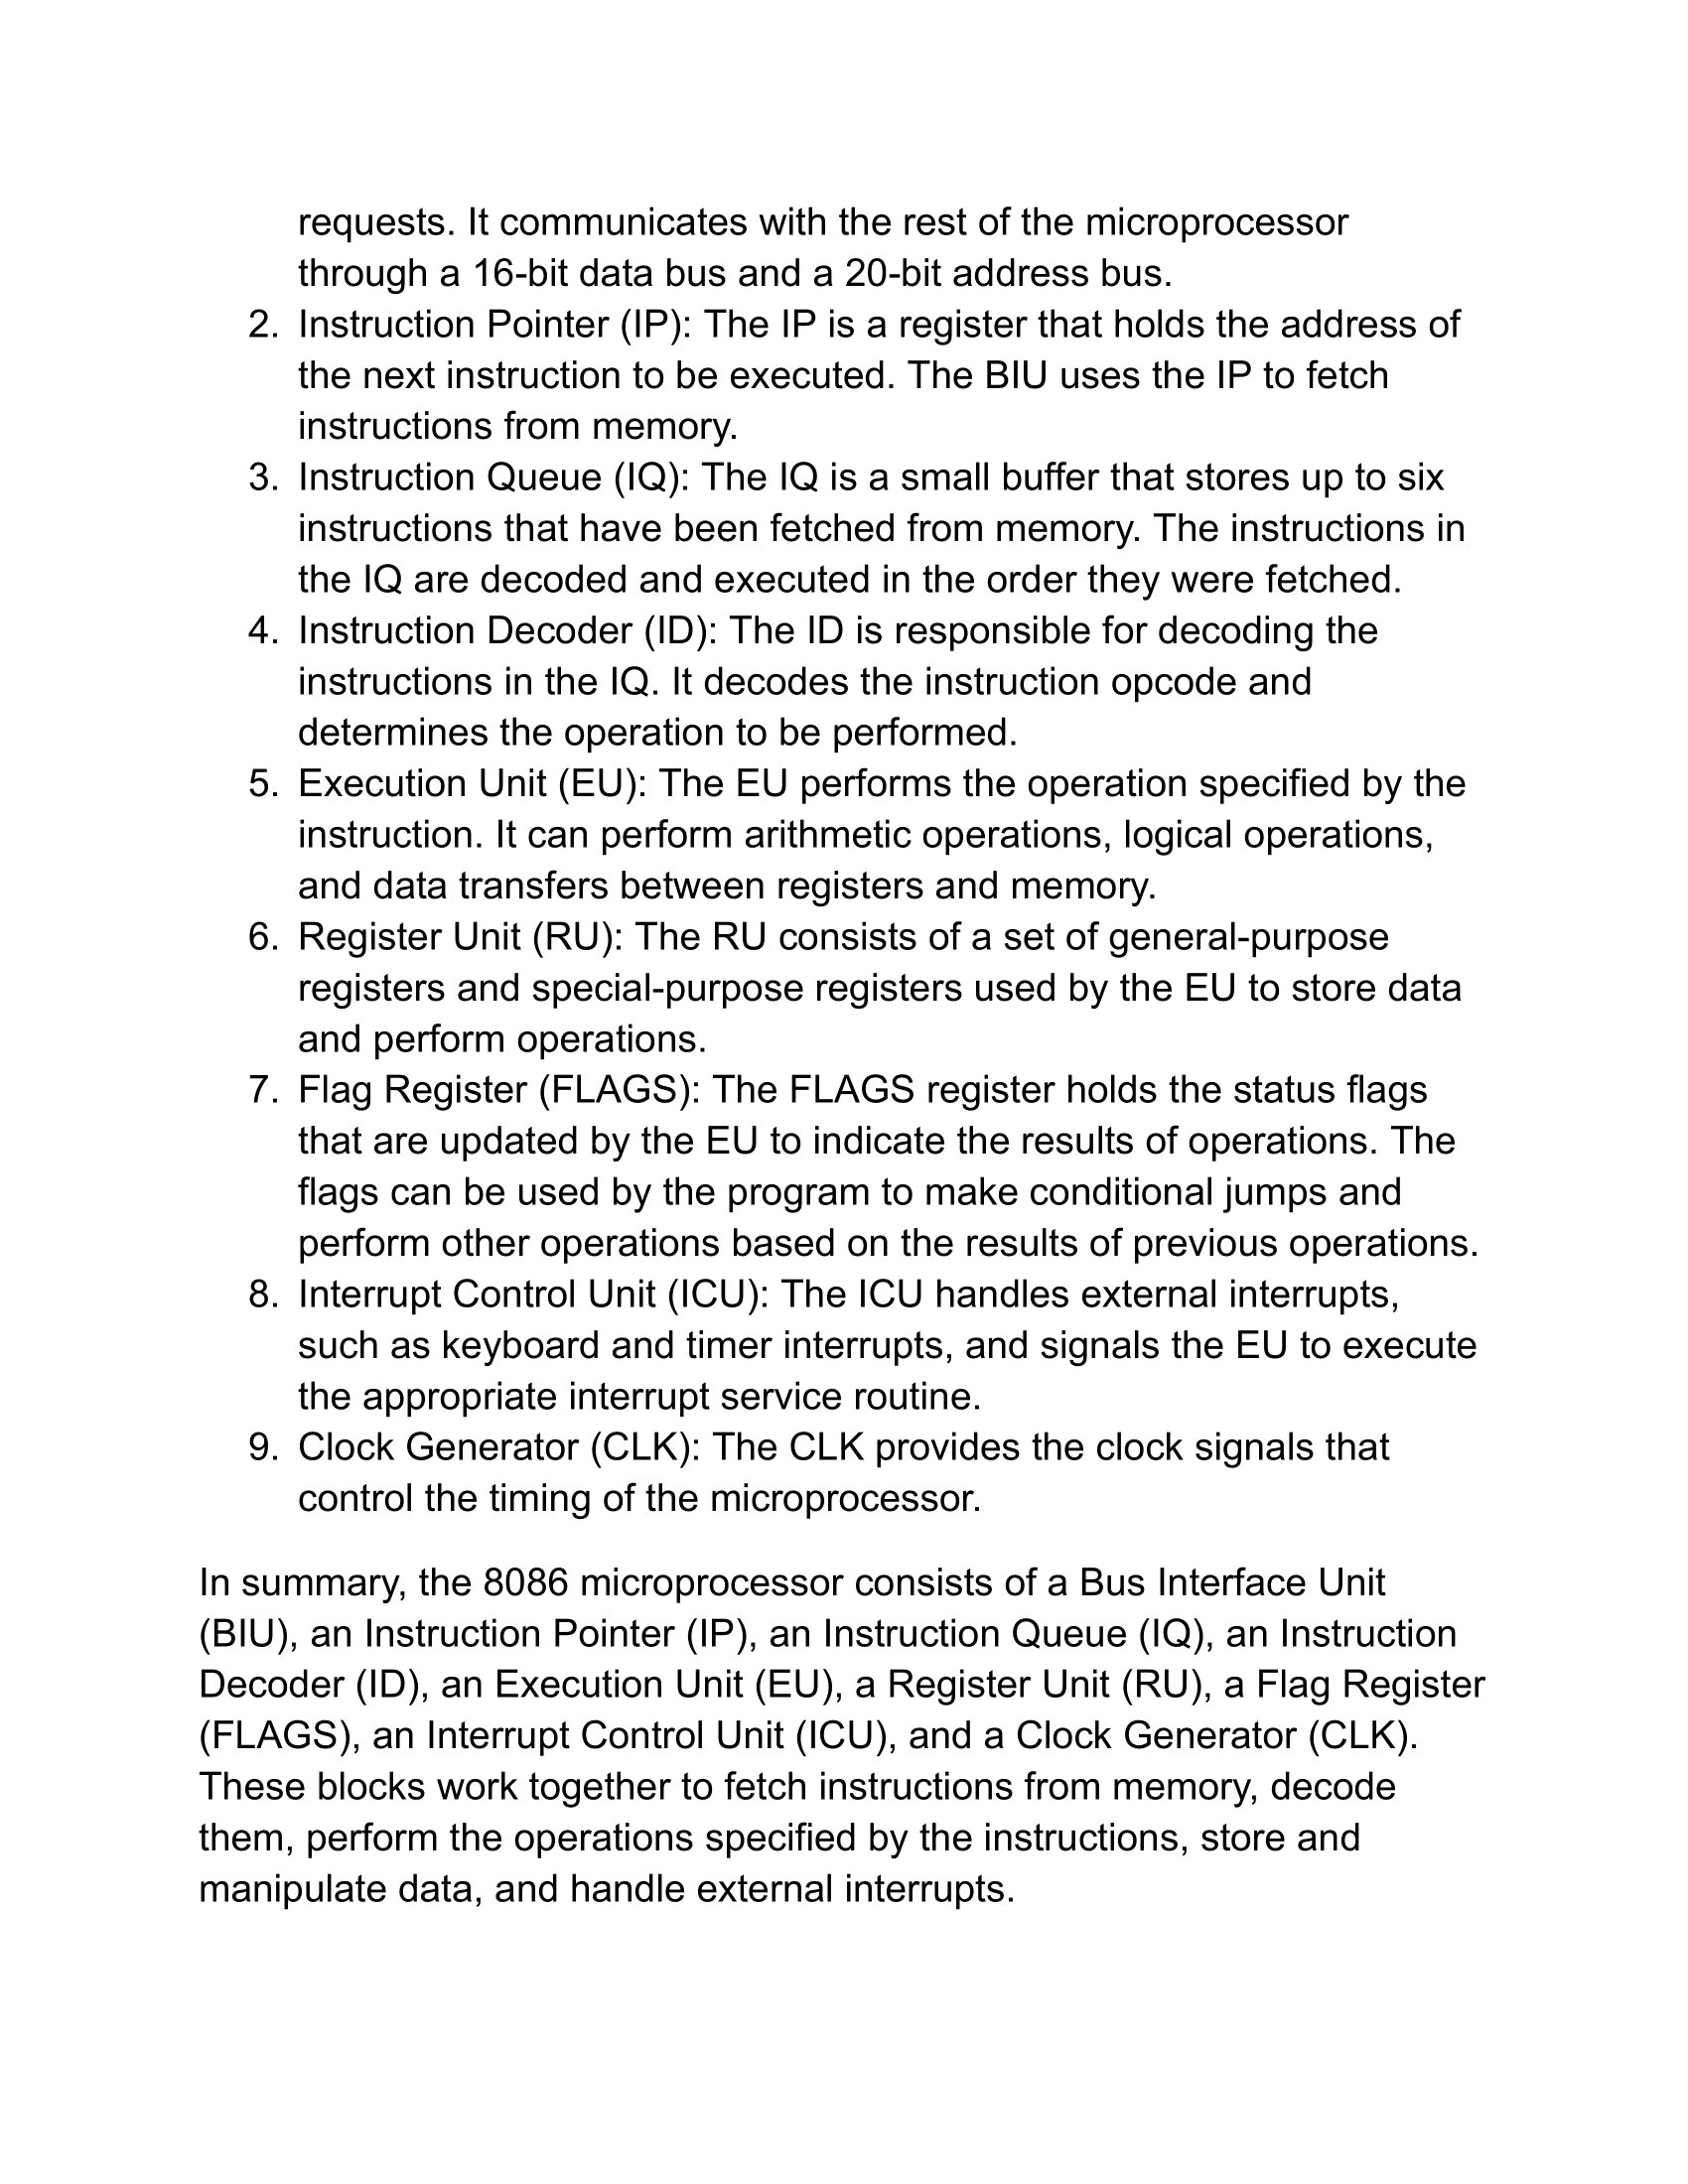 requests. It communicates with the rest of the microprocessor
through a 16-bit data bus and a 20-bit address bus.
2. Instruction Pointer (IP): The IP is a register that holds the address of
the next instruction to be executed. The BIU uses the IP to fetch
instructions from memory.
3. Instruction Queue (IQ): The IQ is a small buffer that stores up to six
instructions that have been fetched from memory. The instructions in
the IQ are decoded and executed in the order they were fetched.
4. Instruction Decoder (ID): The ID is responsible for decoding the
instructions in the IQ. It decodes the instruction opcode and
determines the operation to be performed.
5. Execution Unit (EU): The EU performs the operation specified by the
instruction. It can perform arithmetic operations, logical operations,
and data transfers between registers and memory.
6. Register Unit (RU): The RU consists of a set of general-purpose
registers and special-purpose registers used by the EU to store data
and perform operations.
7. Flag Register (FLAGS): The FLAGS register holds the status flags
that are updated by the EU to indicate the results of operations. The
flags can be used by the program to make conditional jumps and
perform other operations based on the results of previous operations.
8. Interrupt Control Unit (ICU): The ICU handles external interrupts,
such as keyboard and timer interrupts, and signals the EU to execute
the appropriate interrupt service routine.
9. Clock Generator (CLK): The CLK provides the clock signals that
control the timing of the microprocessor.
In summary, the 8086 microprocessor consists of a Bus Interface Unit
(BIU), an Instruction Pointer (IP), an Instruction Queue (IQ), an Instruction
Decoder (ID), an Execution Unit (EU), a Register Unit (RU), a Flag Register
(FLAGS), an Interrupt Control Unit (ICU), and a Clock Generator (CLK).
These blocks work together to fetch instructions from memory, decode
them, perform the operations specified by the instructions, store and
manipulate data, and handle external interrupts.